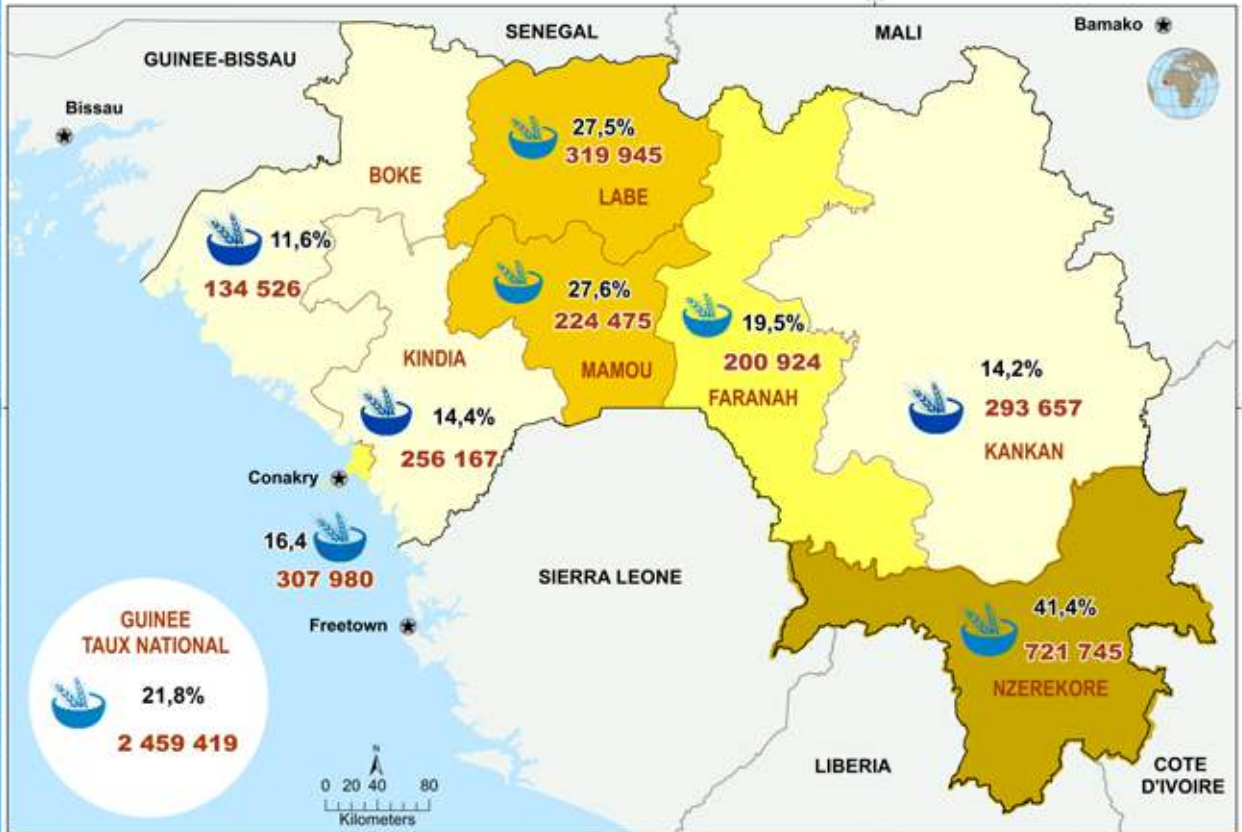 SENEGAL
MALI
Bamako
GUINEE-BISSAU
Bissau
27,5%
319 945
LABE
BOKE
11,6%
134 526
27,6%
224 475
MAMOU
19,5%
200 924
FARANAH
KINDIA
14,4%
256 167
14,2%
293 657
KANKAN
Conakry
16,4
307 980
SIERRA LEONE
Freetown
41,4%
721 745
NZEREKORE
GUINEE
TAUX NATIONAL
21,8%
2 459 419
N
0 20 40 80
Kilometers
LIBERIA
COTE
D'IVOIRE